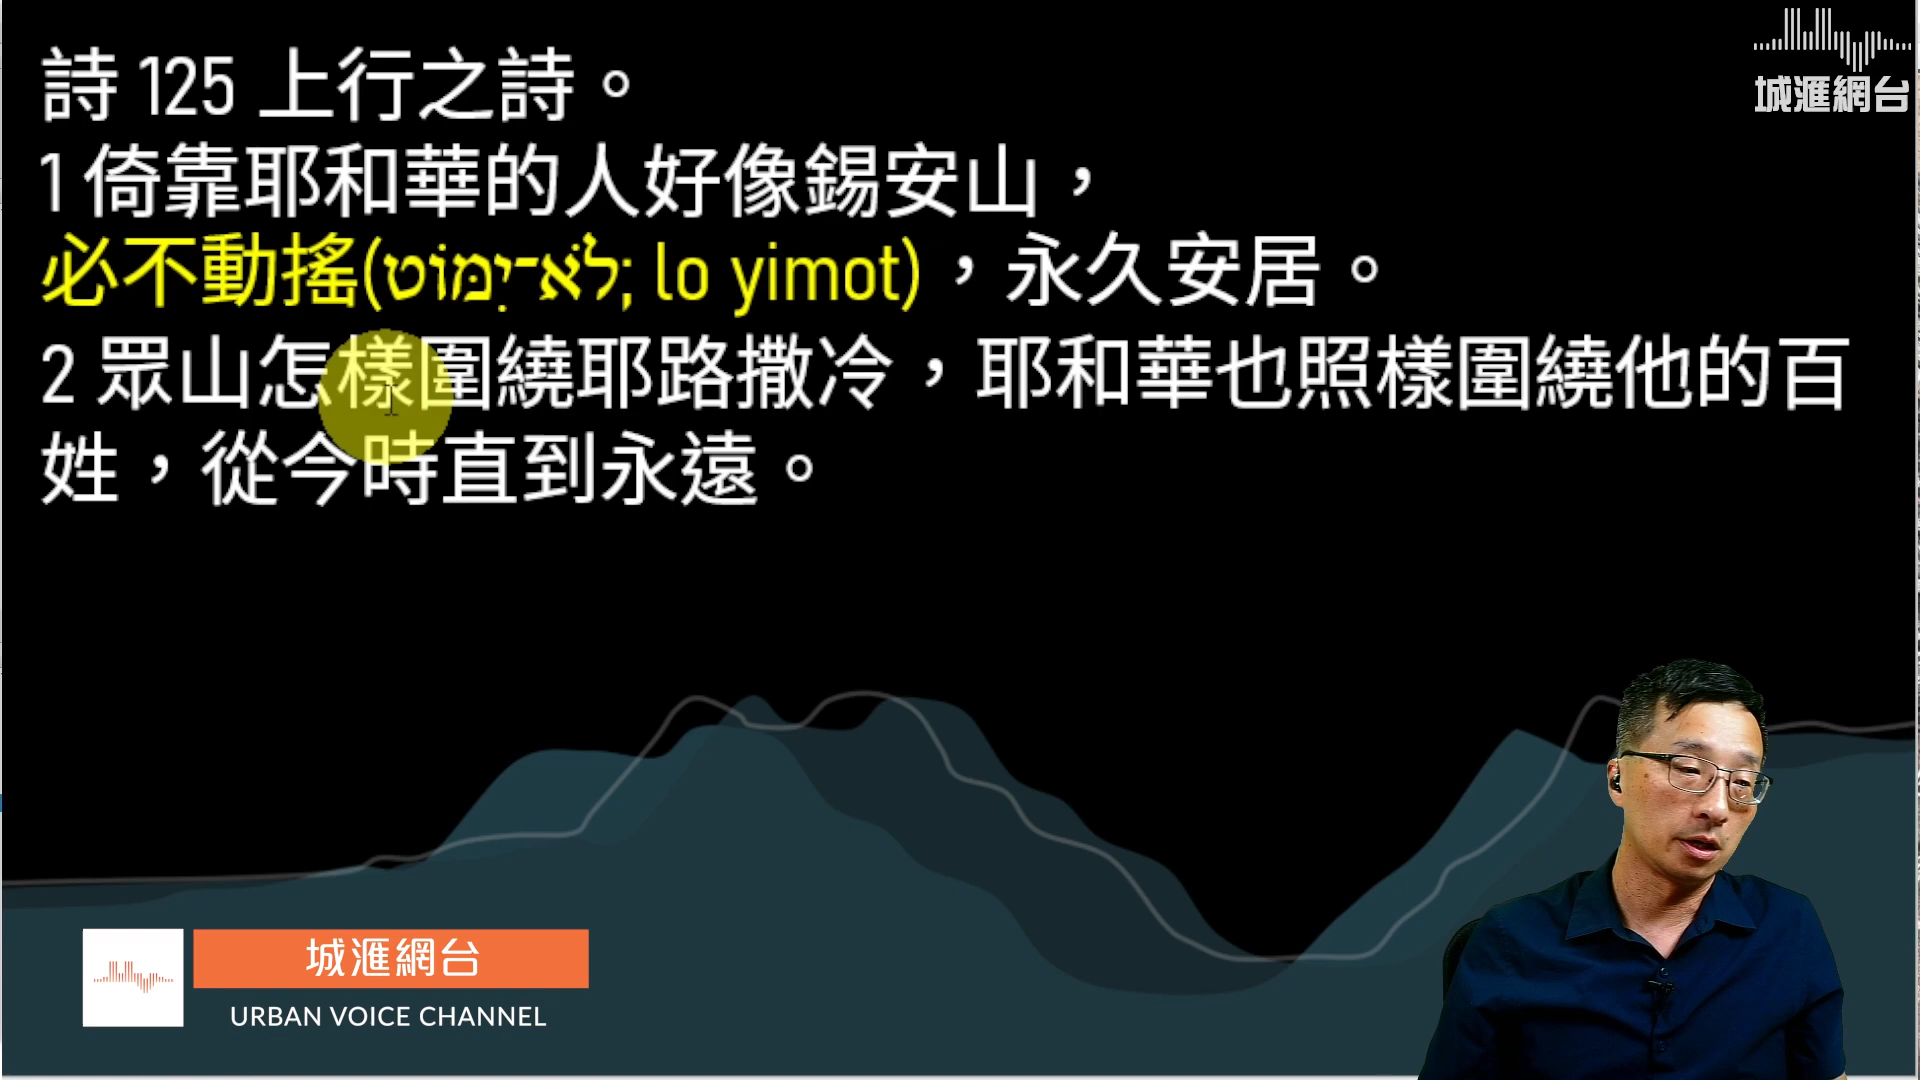 詩 125 上行之詩。
1 倚靠耶和華的人好像錫安山，
必不動搖(לֹא־יִמּוֹט; lo yimot)，永久安居。
2 眾山怎樣圍繞耶路撒冷，耶和華也照樣圍繞他的百
姓，從今時直到永遠。
城滙網台
城滙網台
URBAN VOICE CHANNEL